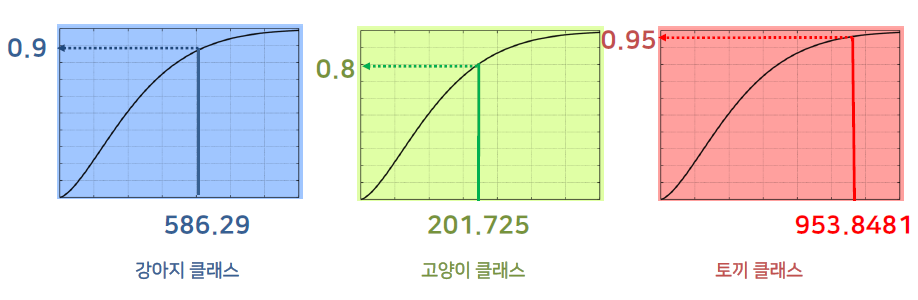 0.9
0.8
0.95
586.29
201.725
953.8481
강아지 클래스
고양이 클래스
토끼 클래스